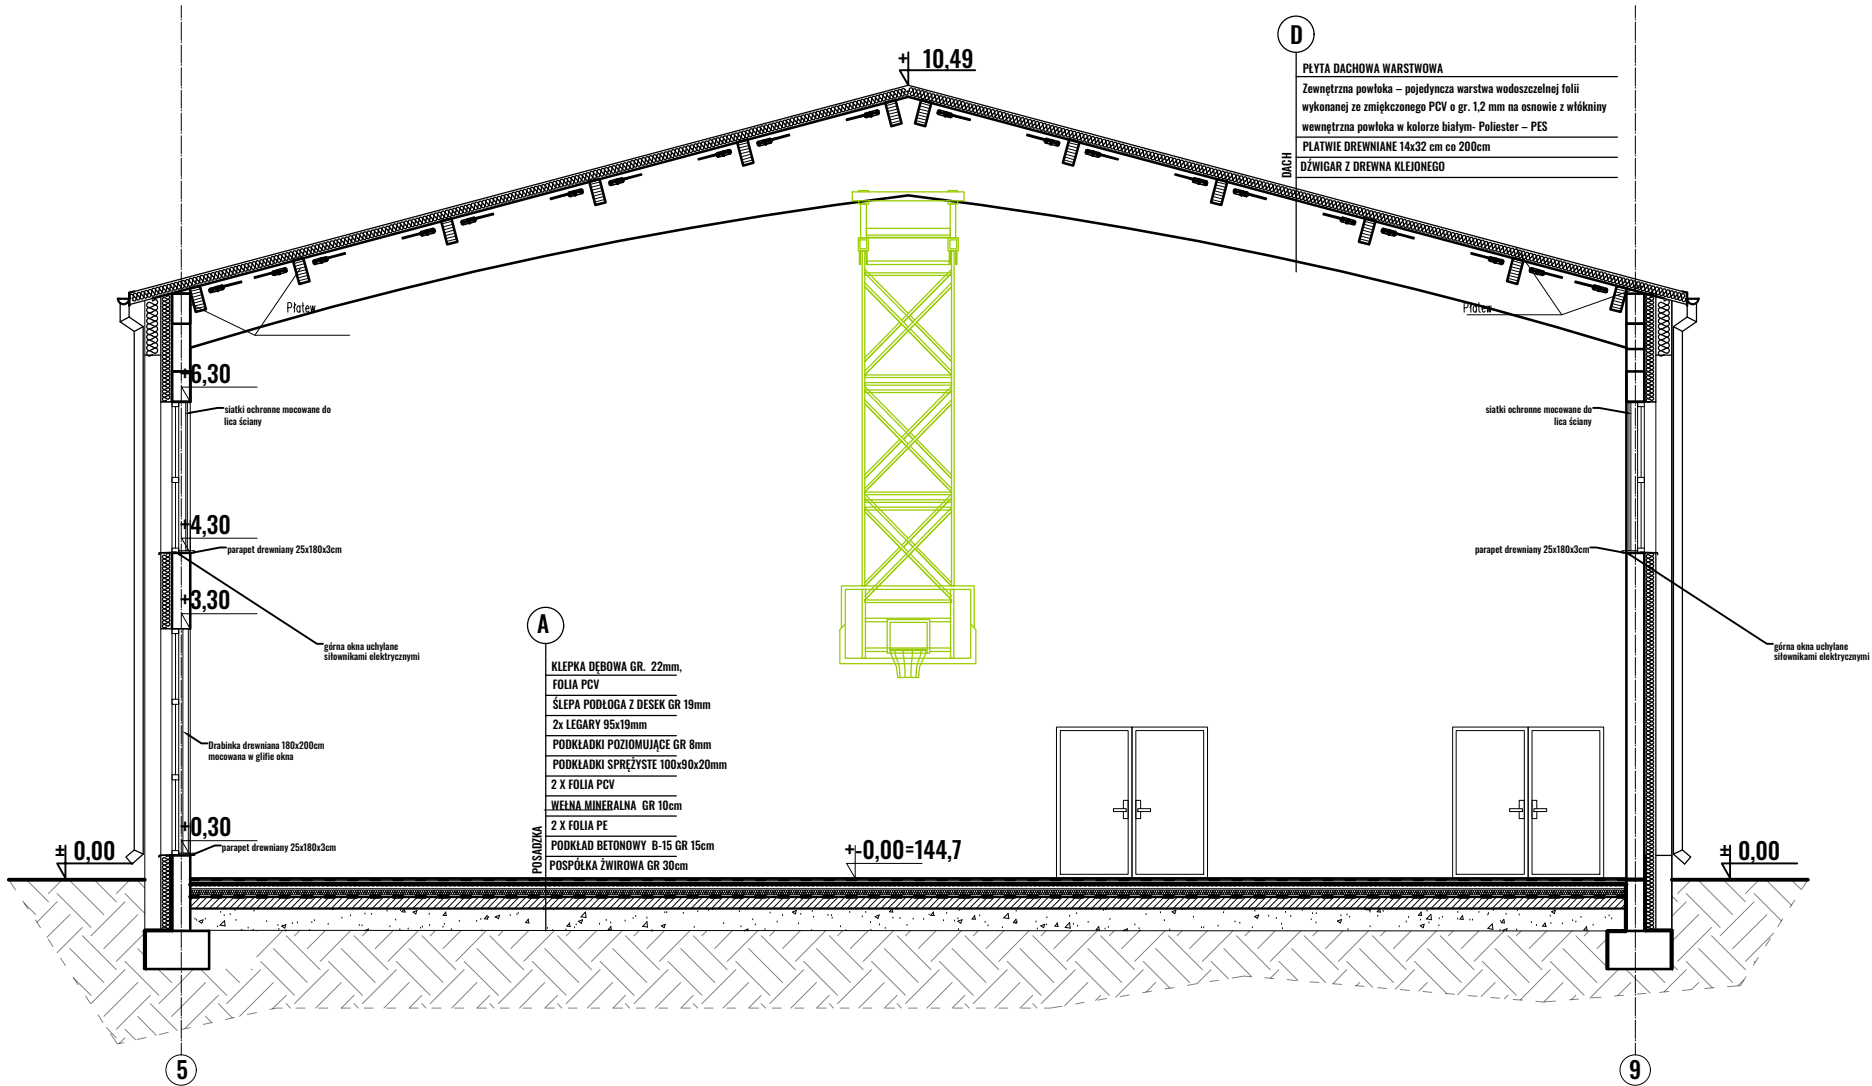 10,49
D
PŁYTA DACHOWA WARSTWOWA
Zewnętrzna powłoka – pojedyncza warstwa wodoszczelnej folii
wykonanej ze zmiękczonego PCV o gr. 1,2 mm na osnowie z włókniny
wewnętrzna powłoka w kolorze białym- Poliester – PES
PLATWIE DREWNIANE 14x32 cm co 200cm
DŹWIGAR Z DREWNA KLEJONEGO
DACH
Płatew
Płatew
+6,30
siatki ochronne mocowane do
lica ściany
siatki ochronne mocowane do
lica ściany
+4,30
parapet drewniany 25x180x3cm
parapet drewniany 25x180x3cm
+3,30
górna okna uchylane
siłownikami elektrycznymi
górna okna uchylane
siłownikami elektrycznymi
A
KLEPKA DĘBOWA GR. 22mm,
FOLIA PCV
ŚLEPA PODŁOGA Z DESEK GR 19mm
2x LEGARY 95x19mm
PODKŁADKI POZIOMUJĄCE GR 8mm
PODKŁADKI SPRĘŻYSTE 100x90x20mm
2 X FOLIA PCV
WEŁNA MINERALNA GR 10cm
2 X FOLIA PE
PODKŁAD BETONOWY B-15 GR 15cm
POSPÓŁKA ŻWIROWA GR 30cm
POSADZKA
Drabinka drewniana 180x200cm
mocowana w glifie okna
+0,30
parapet drewniany 25x180x3cm
± 0,00
+-0,00=144,7
± 0,00
5
9